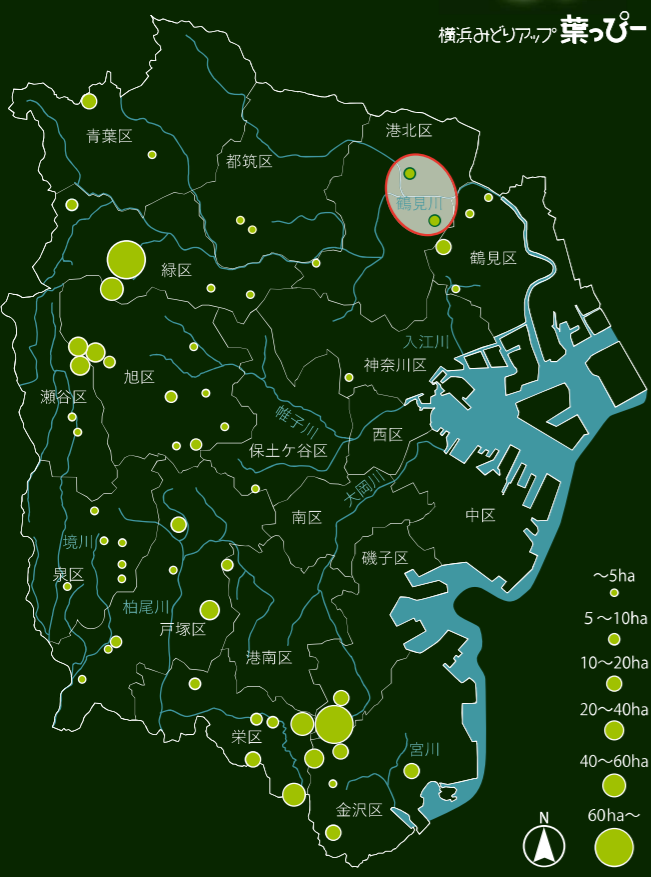 横浜みどりアップ 葉っぴー
港北区
青葉区
都筑区
鶴見川
鶴見区
緑区
入江川
神奈川区
旭区
瀬谷区
帷子川
西区
保土ケ谷区
大岡川
南区
中区
境川
磯子区
泉区
柏尾川
戸塚区
港南区
栄区
宮川
金沢区
～5ha
5～10ha
10～20ha
20～40ha
40～60ha
60ha～
N